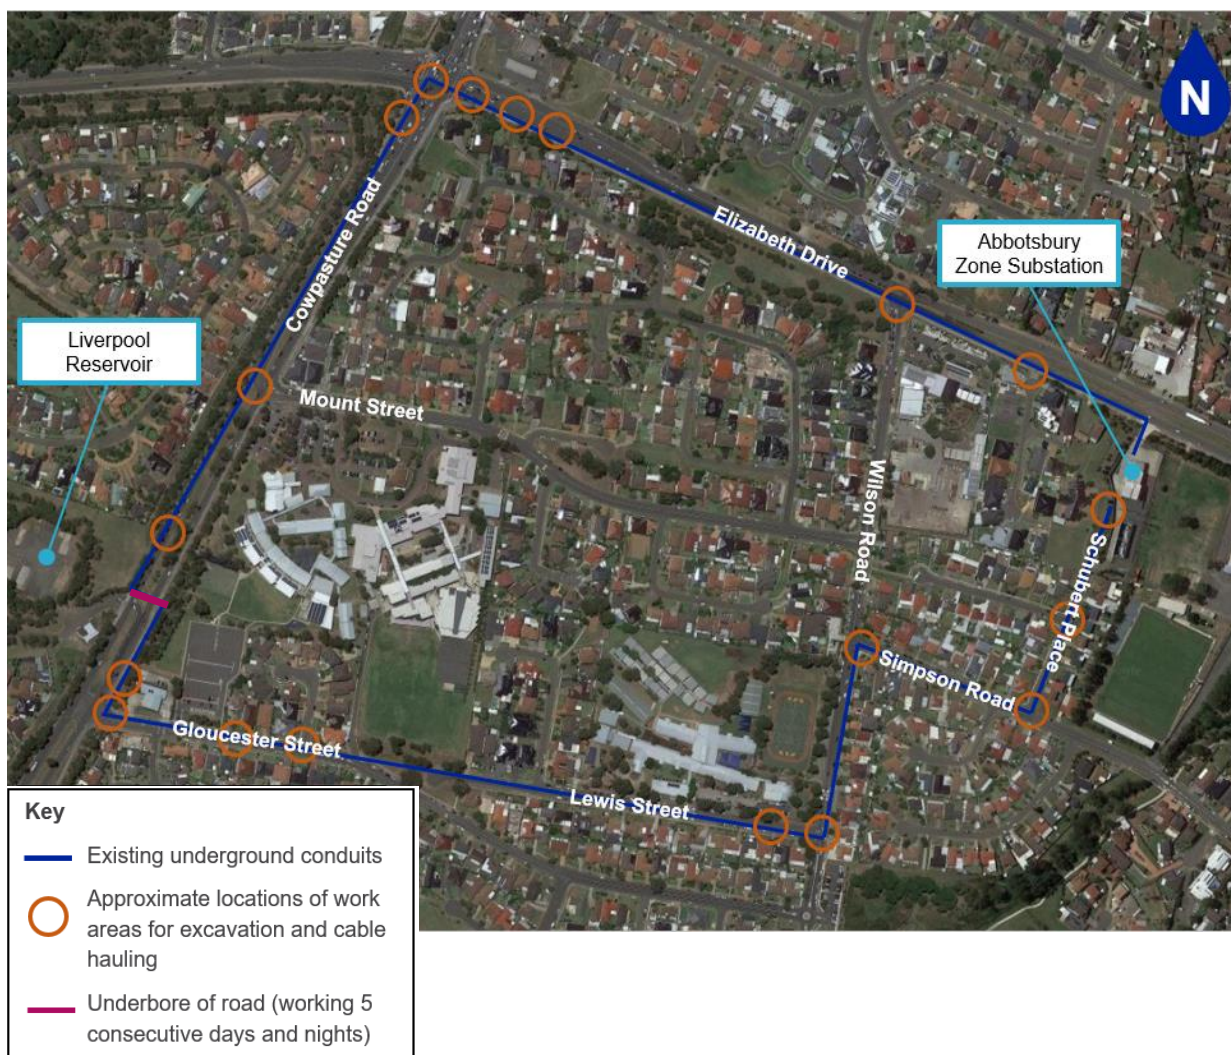 N
Elizabeth Drive
Cowpasture Road
Abbotsbury
Zone Substation
Liverpool
Reservoir
Mount Street
Wilson Road
Schubert Place
Simpson Road
Gloucester Street
Lewis Street
Key
Existing underground conduits
Approximate locations of work
areas for excavation and cable
hauling
Underbore of road (working 5
consecutive days and nights)